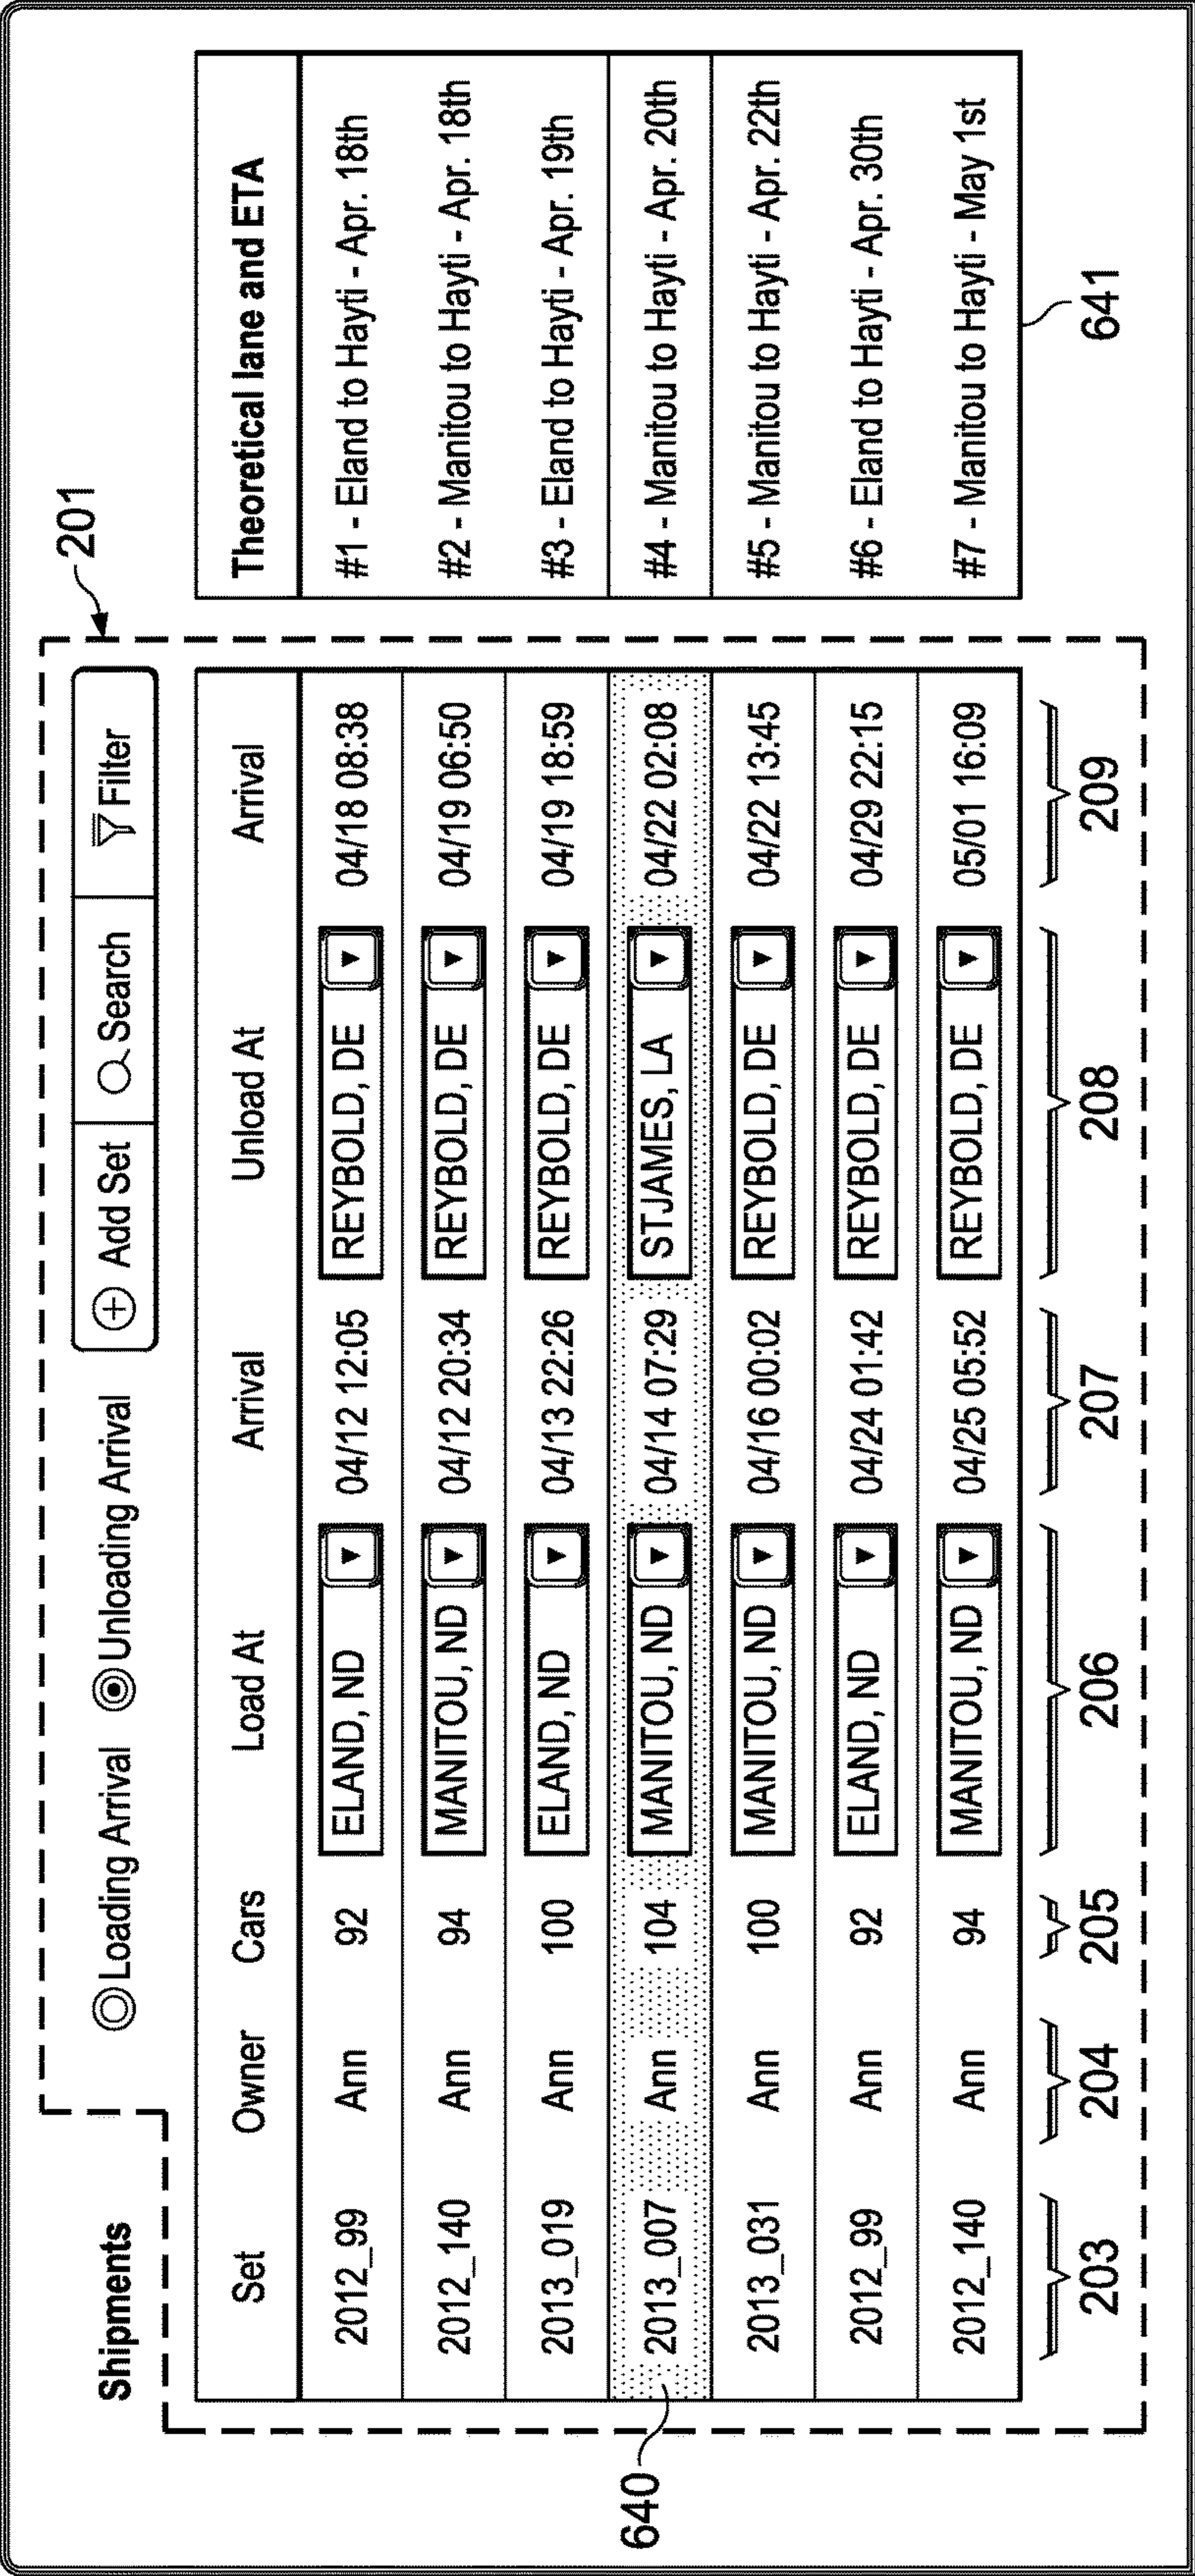 Shipments
Loading Arrival Unloading Arrival Add Set Search Filter
201
Set Owner Cars Load At Arrival Unload At Arrival Theoretical lane and ETA
2012_99 Ann 92 ELAND, ND 04/12 12:05 REYBOLD, DE 04/18 08:38 #1 - Eland to Hayti - Apr. 18th
2012_140 Ann 94 MANITOU, ND 04/12 20:34 REYBOLD, DE 04/19 06:50 #2 - Manitou to Hayti - Apr. 18th
2013_019 Ann 100 ELAND, ND 04/13 22:26 REYBOLD, DE 04/19 18:59 #3 - Eland to Hayti - Apr. 19th
640
2013_007 Ann 104 MANITOU, ND 04/14 07:29 STJAMES, LA 04/22 02:08 #4 - Manitou to Hayti - Apr. 20th
2013_031 Ann 100 MANITOU, ND 04/16 00:02 REYBOLD, DE 04/22 13:45 #5 - Manitou to Hayti - Apr. 22th
2012_99 Ann 92 ELAND, ND 04/24 01:42 REYBOLD, DE 04/29 22:15 #6 - Eland to Hayti - Apr. 30th
2012_140 Ann 94 MANITOU, ND 04/25 05:52 REYBOLD, DE 05/01 16:09 #7 - Manitou to Hayti - May 1st
203 204 205 206 207 208 209 641